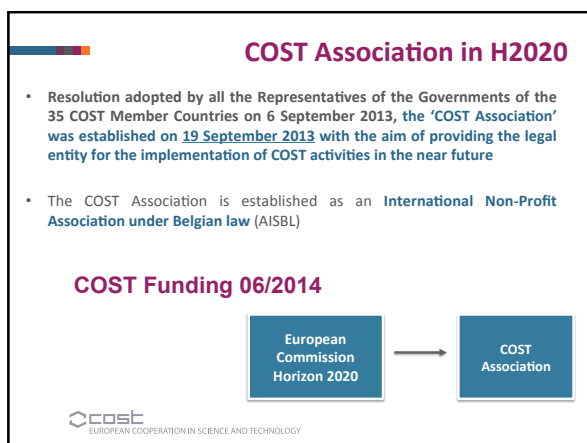 COST Association in H2020
• Resolution adopted by all the Representatives of the Governments of the
35 COST Member Countries on 6 September 2013, the ‘COST Association’
was established on 19 September 2013 with the aim of providing the legal
entity for the implementation of COST activities in the near future
• The COST Association is established as an International Non-Profit
Association under Belgian law (AISBL)
COST Funding 06/2014
European
Commission
Horizon 2020
COST
Association
cost
EUROPEAN COOPERATION IN SCIENCE AND TECHNOLOGY